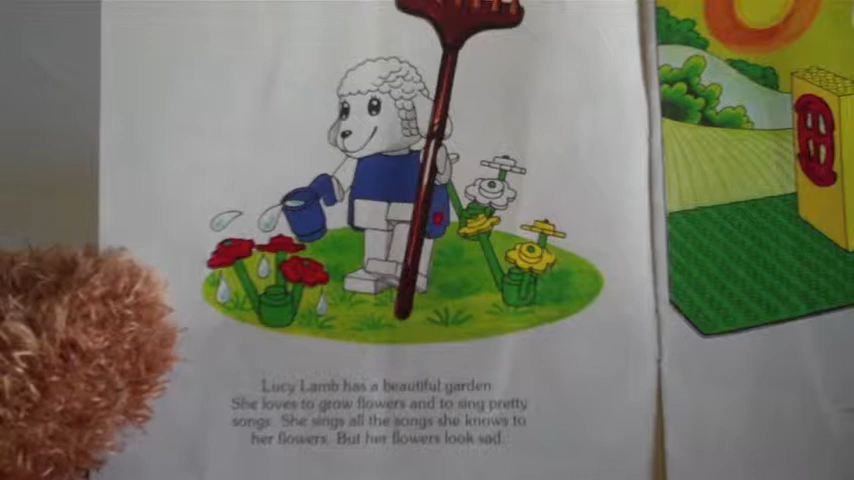 Lucy Lamb has a beautiful garden.
She loves to grow flowers and to sing pretty
songs. She sings all the songs she knows to
her flowers. But her flowers look sad.